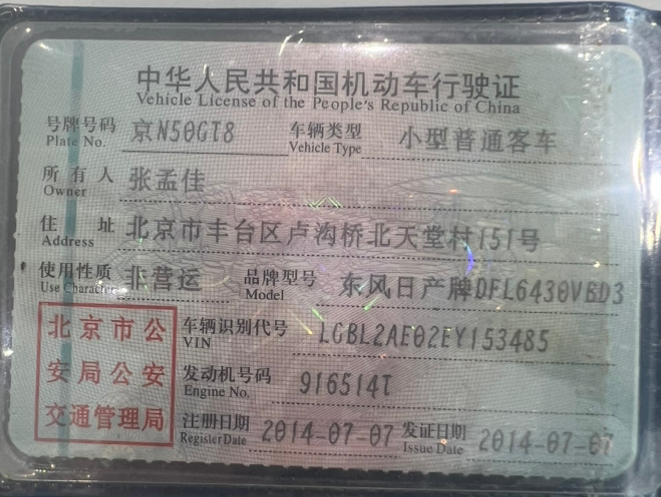 中华人民共和国机动车行驶证
Vehicle License of the People's Republic of China
号牌号码 京N50GT8 车辆类型 小型普通客车
Plate No. Vehicle Type
所有人 张孟佳
Owner
住址 北京市丰台区卢沟桥北天堂村151号
Address
使用性质 非营运 品牌型号 东风日产牌DFL6430VBD3
Use Character Model
北京市公 车辆识别代号 LGBL2AE02EY153485
VIN
安局公安 发动机号码 916514T
Engine No.
交通管理局 注册日期 2014-07-07 发证日期 2014-07-07
Register Date Issue Date